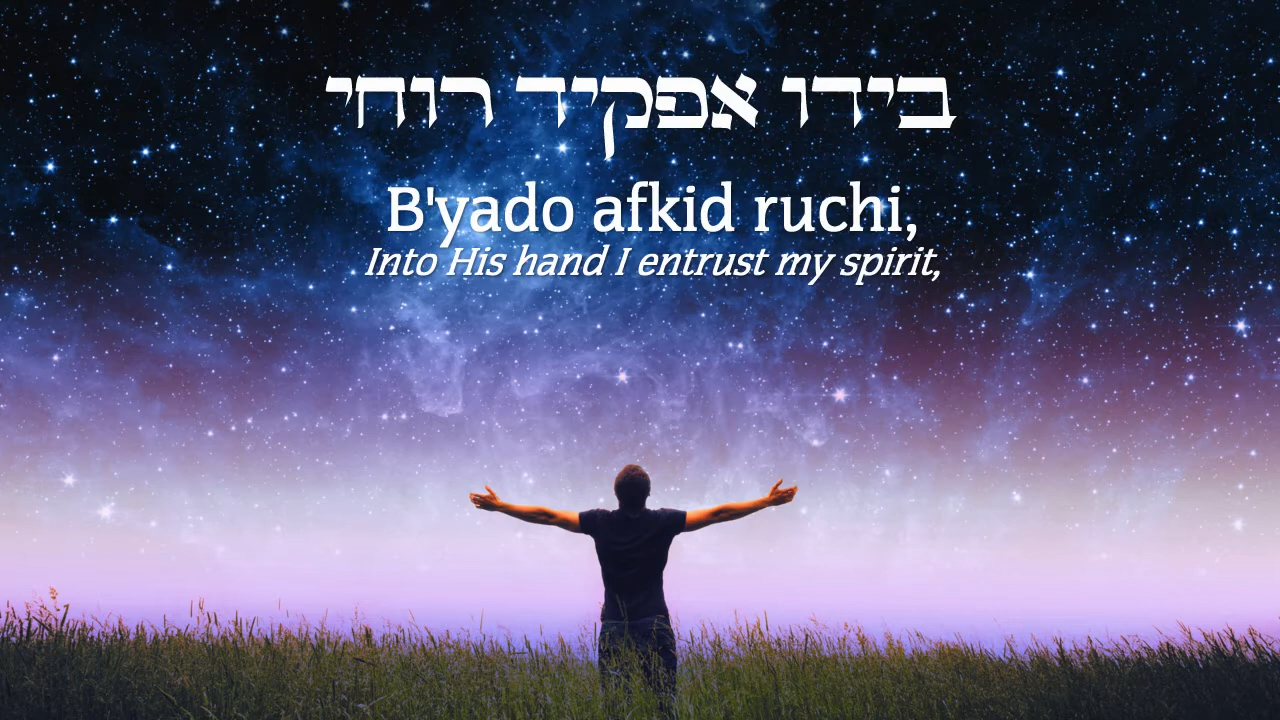 בידו אפקיד רוחי
B'yado afkid ruchi,
Into His hand I entrust my spirit,